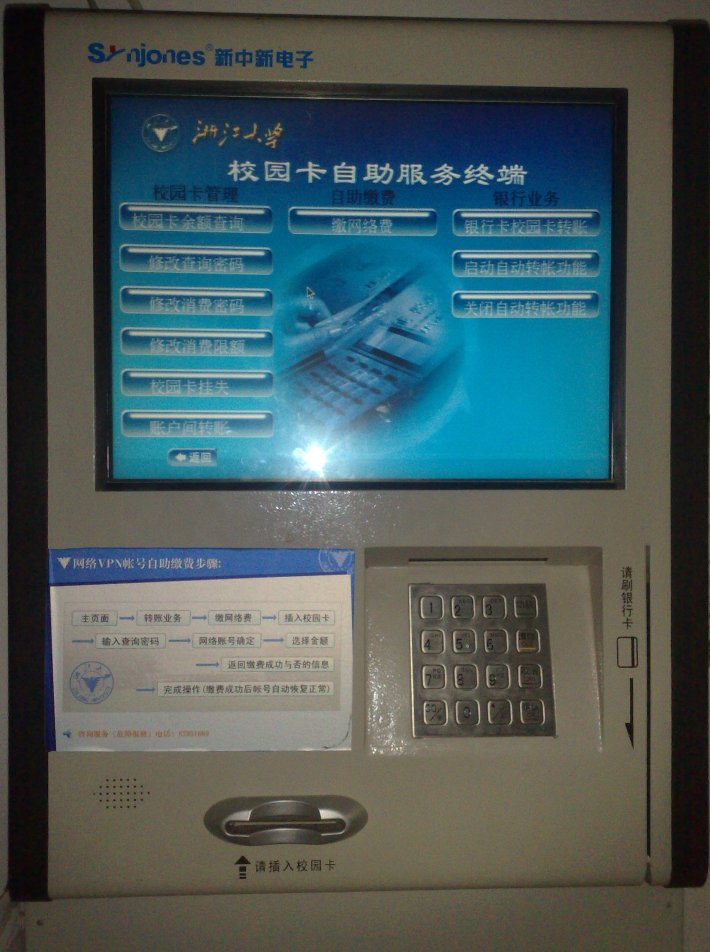 Synjones® 新中新电子
浙江大学
校园卡自助服务终端
校园卡管理 自助缴费 银行业务
校园卡余额查询 缴网络费 银行卡校园卡转账
修改查询密码 启动自动转帐功能
修改消费密码 关闭自动转帐功能
修改消费限额
校园卡挂失
账户间转账
返回
网络VPN帐号自助缴费步骤:
主页面 转账业务 缴网络费 插入校园卡
输入查询密码 网络账号确定 选择金额
返回缴费成功与否的信息
完成操作(缴费成功后帐号自动恢复正常)
咨询服务(故障报修)电话:
1 2 3
4 5 6
7 8 9
0
请刷银行卡
请插入校园卡